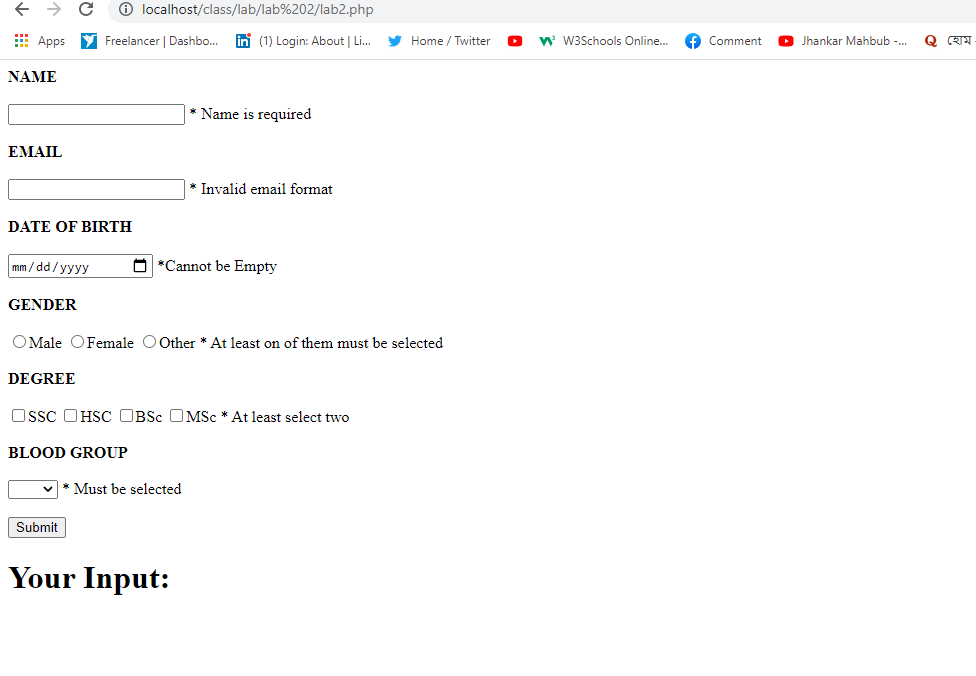 localhost/class/lab/lab%202/lab2.php
Apps Freelancer | Dashbo... (1) Login: About | Li... Home / Twitter W3Schools Online... Comment Jhankar Mahbub -... হোম
NAME
* Name is required
EMAIL
* Invalid email format
DATE OF BIRTH
mm/dd/yyyy *Cannot be Empty
GENDER
Male Female Other * At least on of them must be selected
DEGREE
SSC HSC BSc MSc * At least select two
BLOOD GROUP
* Must be selected
Submit
Your Input: